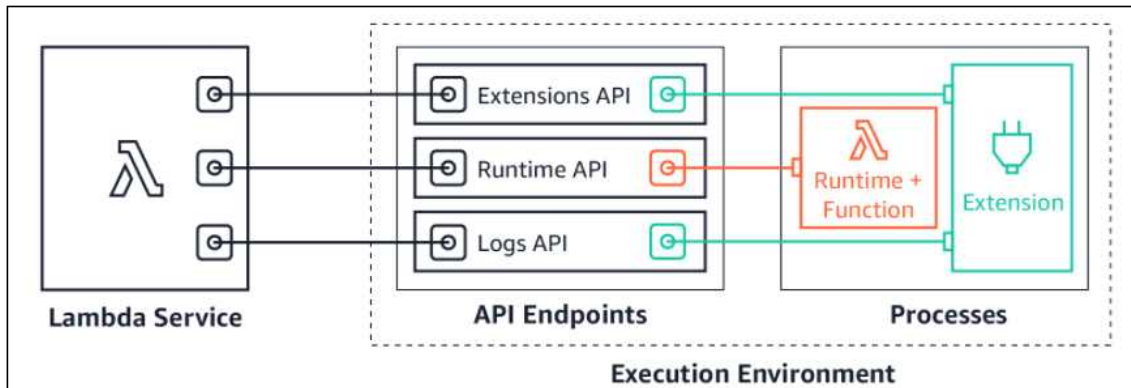 Extensions API
Runtime API
Logs API
Runtime +
Function
Extension
Lambda Service
API Endpoints
Processes
Execution Environment